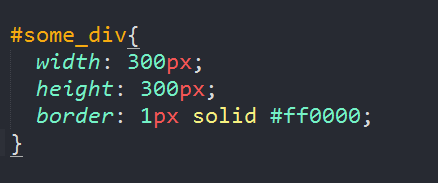 #some_div{
  width: 300px;
  height: 300px;
  border: 1px solid #ff0000;
}